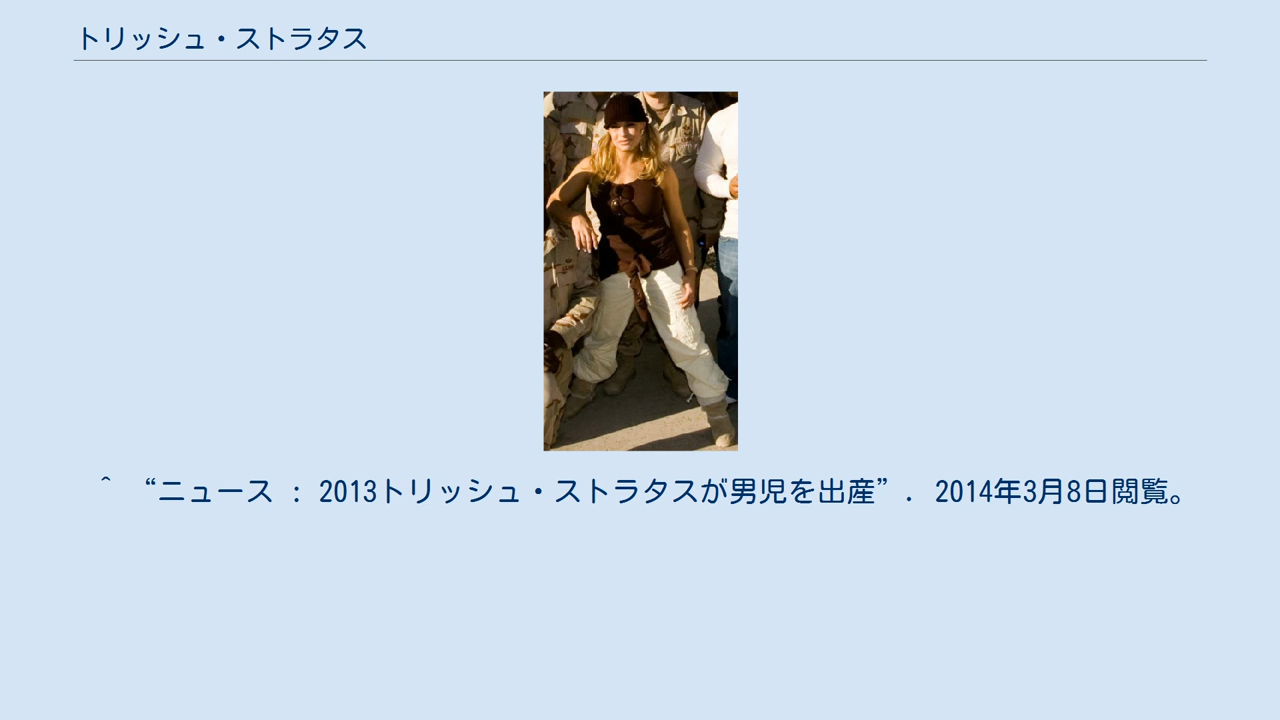 トリッシュ・ストラタス
^ “ニュース : 2013トリッシュ・ストラタスが男児を出産”. 2014年3月8日閲覧。